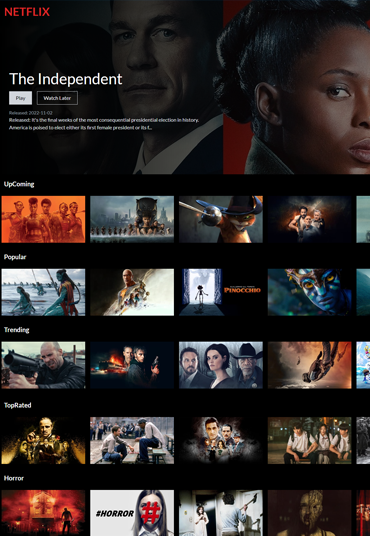 NETFLIX
The Independent
Play
Watch Later
Released: 2022-11-02
Released: It's the final weeks of the most consequential presidential election in history.
America is poised to elect either its first female president or its f...
UpComing
Popular
PINOCCHIO
Trending
TopRated
Horror
#HORROR
#